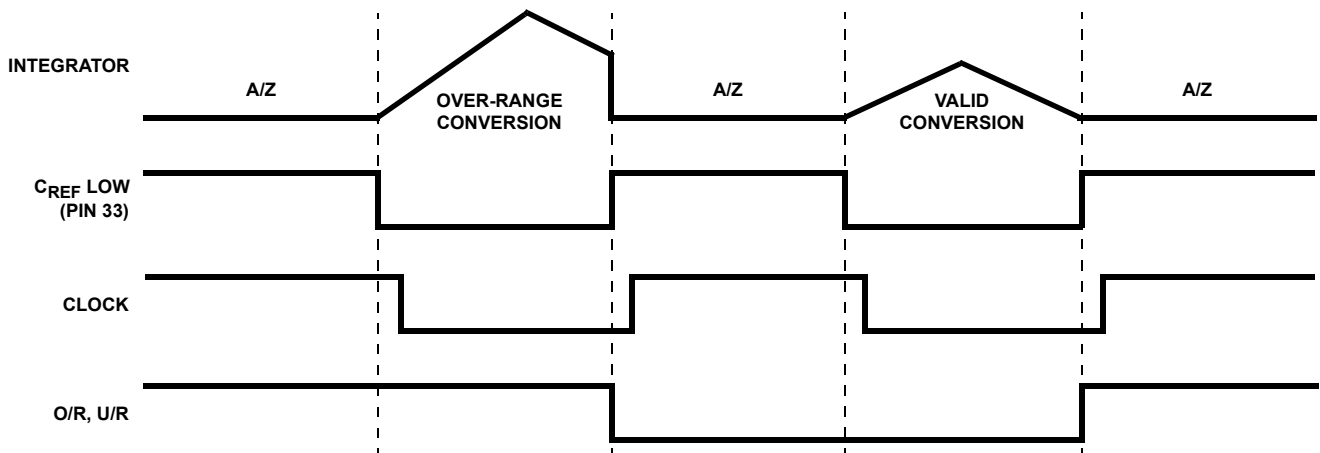 INTEGRATOR
A/Z
OVER-RANGE
CONVERSION
A/Z
VALID
CONVERSION
A/Z
CREF LOW
(PIN 33)
CLOCK
O/R, U/R